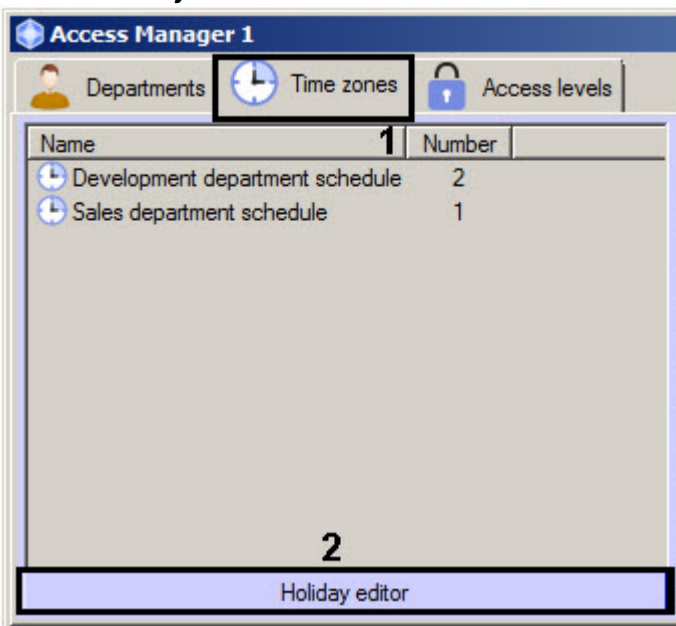 Access Manager 1
Departments Time zones Access levels
1
Name Number
Development department schedule 2
Sales department schedule 1
2
Holiday editor